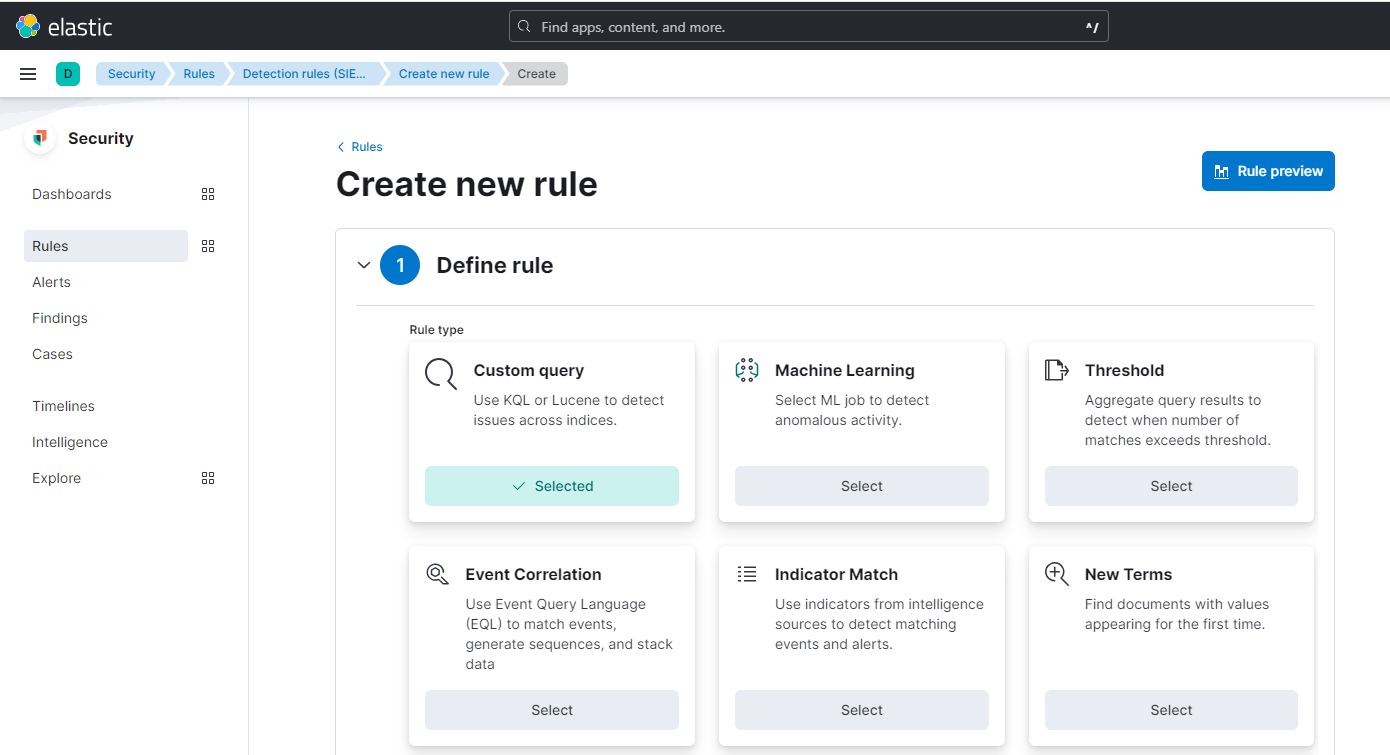 elastic
Find apps, content, and more.
^/
D
Security
Rules
Detection rules (SIE...
Create new rule
Create
Security
Dashboards
Rules
Alerts
Findings
Cases
Timelines
Intelligence
Explore
Rules
Create new rule
Rule preview
1
Define rule
Rule type
Custom query
Use KQL or Lucene to detect
issues across indices.
Selected
Machine Learning
Select ML job to detect
anomalous activity.
Select
Threshold
Aggregate query results to
detect when number of
matches exceeds threshold.
Select
Event Correlation
Use Event Query Language
(EQL) to match events,
generate sequences, and stack
data
Select
Indicator Match
Use indicators from intelligence
sources to detect matching
events and alerts.
Select
New Terms
Find documents with values
appearing for the first time.
Select